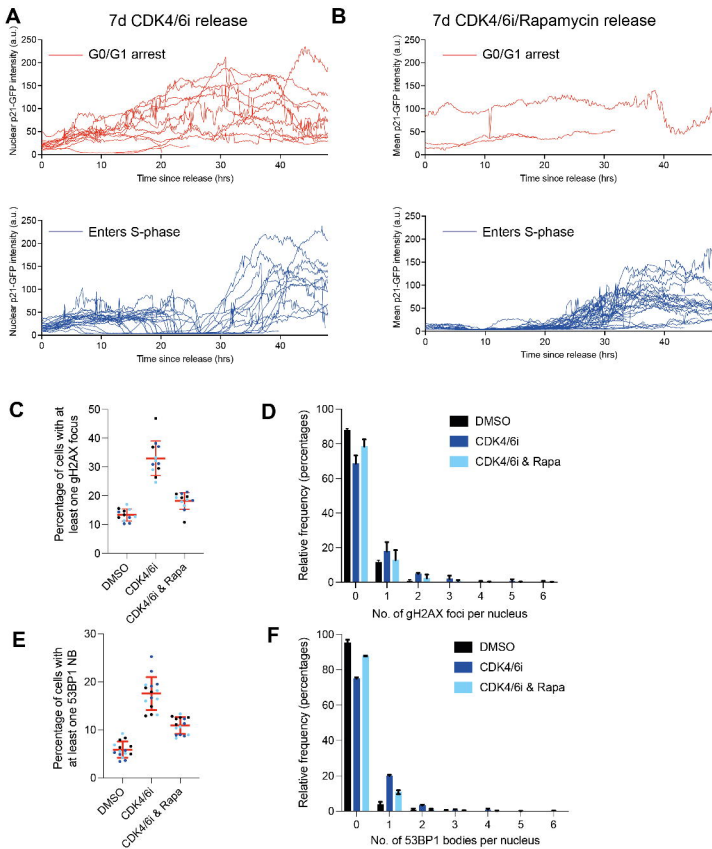 A
7d CDK4/6i release
Nuclear p21-GFP intensity (a.u.)
250
200
150
100
50
0
G0/G1 arrest
0 10 20 30 40
Time since release (hrs)
Nuclear p21-GFP intensity (a.u.)
250
200
150
100
50
0
Enters S-phase
0 10 20 30 40
Time since release (hrs)
B
7d CDK4/6i/Rapamycin release
Mean p21-GFP intensity (a.u.)
250
200
150
100
50
0
G0/G1 arrest
0 10 20 30 40
Time since release (hrs)
Mean p21-GFP intensity (a.u.)
250
200
150
100
50
0
Enters S-phase
0 10 20 30 40
Time since release (hrs)
C
Percentage of cells with at
least one gH2AX focus
50
40
30
20
10
0
DMSO
CDK4/6i
CDK4/6i & Rapa
D
Relative frequency (percentages)
100
80
60
40
20
0
DMSO
CDK4/6i
CDK4/6i & Rapa
0 1 2 3 4 5 6
No. of gH2AX foci per nucleus
E
Percentage of cells with
at least one 53BP1 NB
30
20
10
0
DMSO
CDK4/6i
CDK4/6i & Rapa
F
Relative frequency (percentages)
100
80
60
40
20
0
DMSO
CDK4/6i
CDK4/6i & Rapa
0 1 2 3 4 5 6
No. of 53BP1 bodies per nucleus